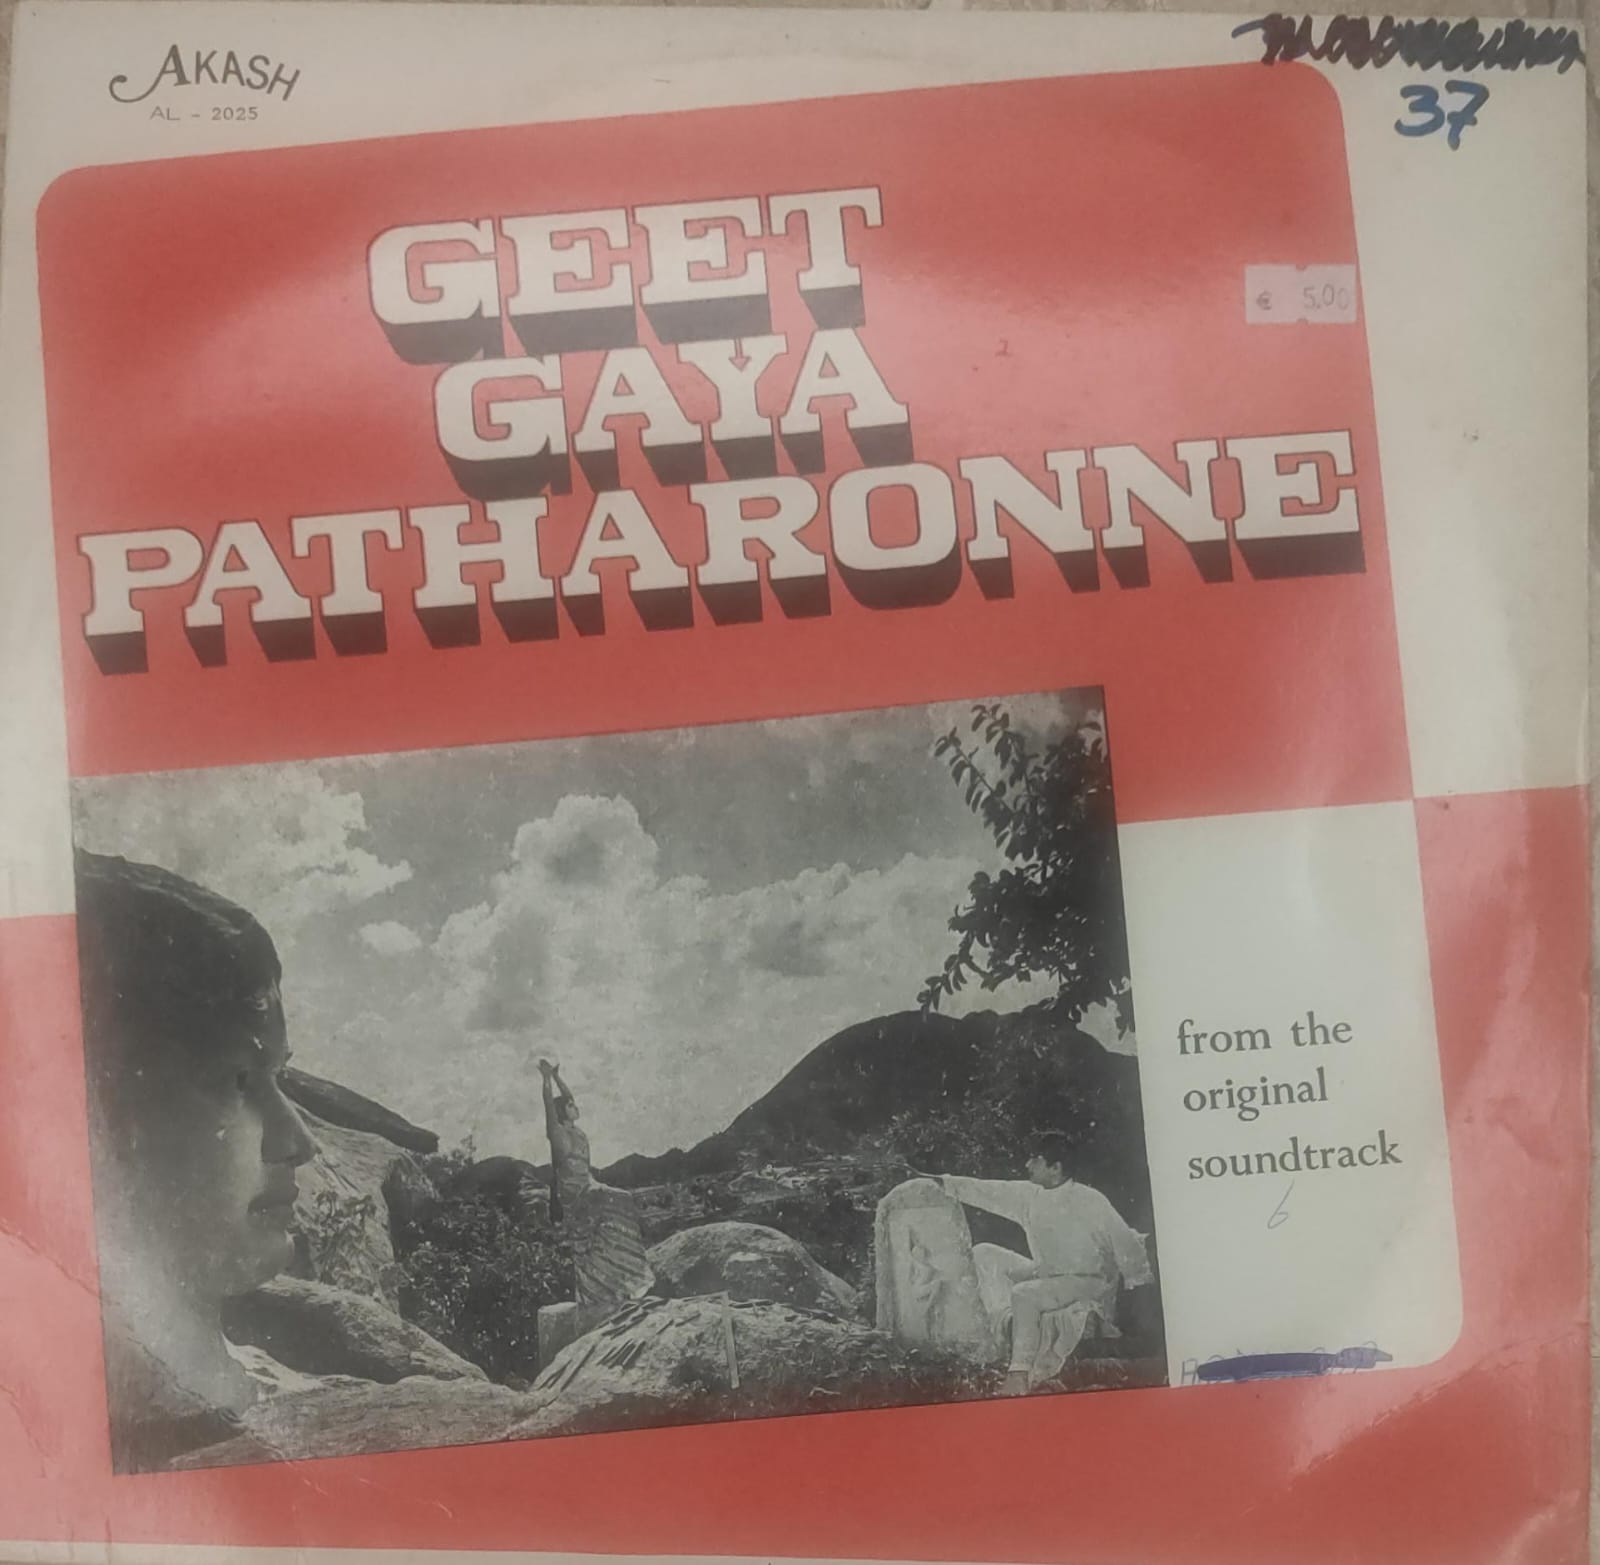 AKASH
AL - 2025
37
GEET
GAYA
PATHARONNE
€ 5.00
from the
original
soundtrack
6